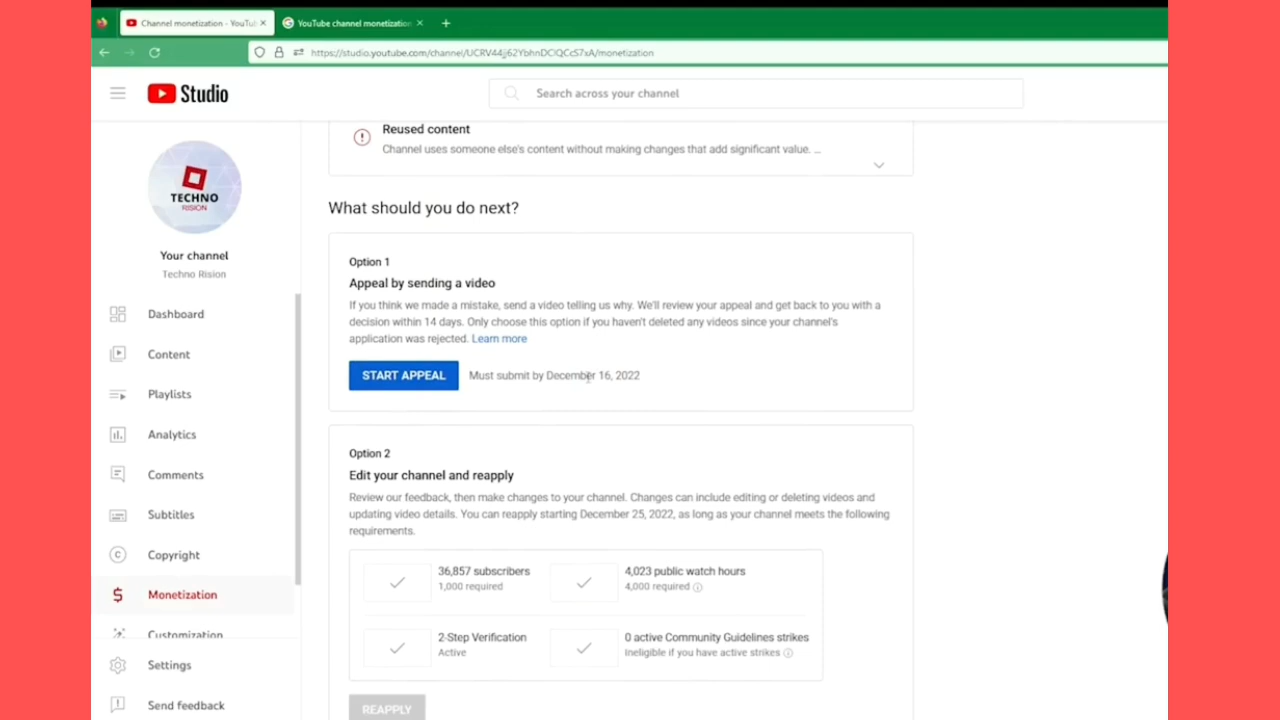 Channel monetization - YouTu
YouTube channel monetization
https://studio.youtube.com/channel/UCRV44jj62YbhnDCIQCcS7xA/monetization
Studio
Search across your channel
TECHNO
RISION
Your channel
Techno Rision
Dashboard
Content
Playlists
Analytics
Comments
Subtitles
Copyright
Monetization
Customization
Settings
Send feedback
Reused content
Channel uses someone else's content without making changes that add significant value. ...
What should you do next?
Option 1
Appeal by sending a video
If you think we made a mistake, send a video telling us why. We'll review your appeal and get back to you with a
decision within 14 days. Only choose this option if you haven't deleted any videos since your channel's
application was rejected. Learn more
START APPEAL
Must submit by December 16, 2022
Option 2
Edit your channel and reapply
Review our feedback, then make changes to your channel. Changes can include editing or deleting videos and
updating video details. You can reapply starting December 25, 2022, as long as your channel meets the following
requirements.
36,857 subscribers
1,000 required
4,023 public watch hours
4,000 required
2-Step Verification
Active
0 active Community Guidelines strikes
Ineligible if you have active strikes
REAPPLY